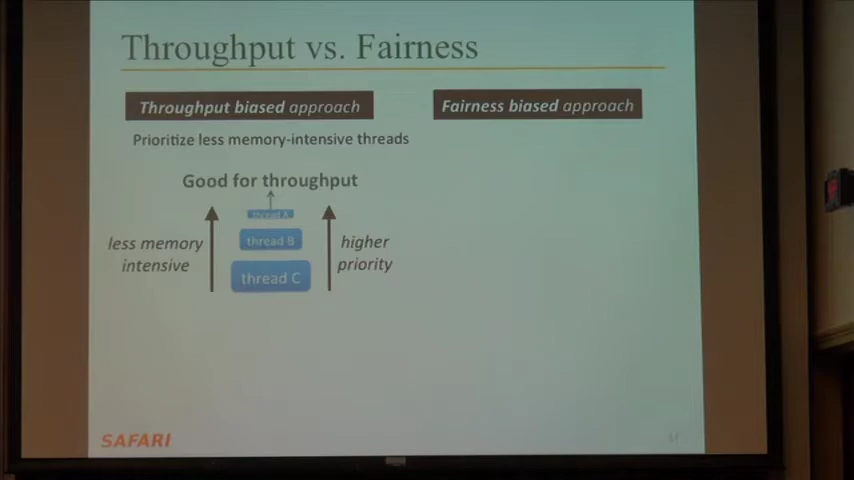 Throughput vs. Fairness
Throughput biased approach
Fairness biased approach
Prioritize less memory-intensive threads
Good for throughput
thread A
less memory
intensive
thread B
thread C
higher
priority
SAFARI